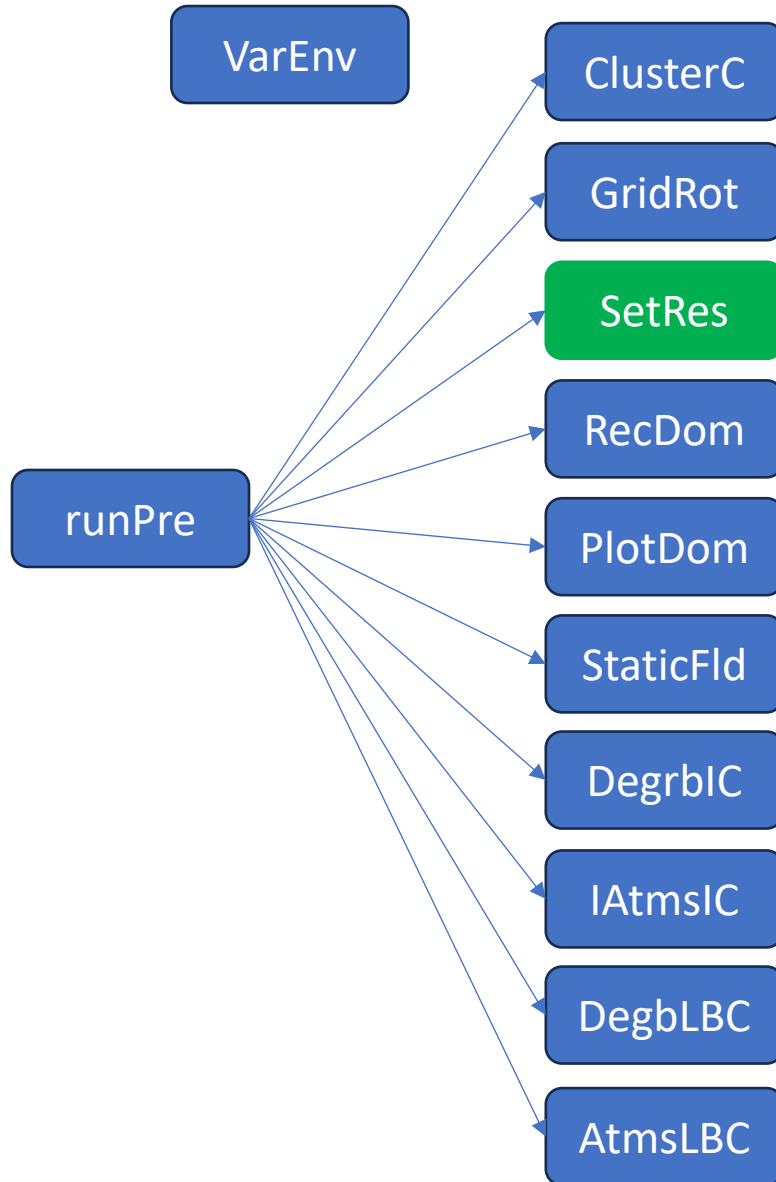 VarEnv
ClusterC
GridRot
SetRes
RecDom
runPre
PlotDom
StaticFld
DegrbIC
IAtmsIC
DegbLBC
AtmsLBC